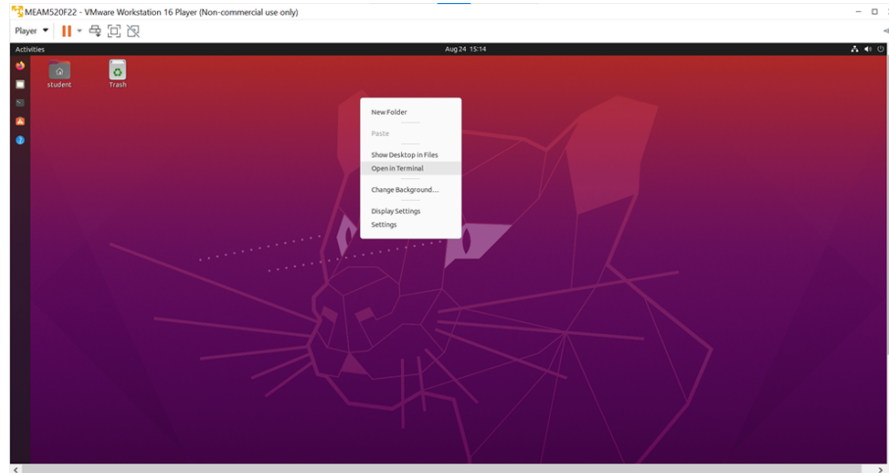 MEAM520F22 - VMware Workstation 16 Player (Non-commercial use only)
Player
Activities
Aug 24 15:14
student
Trash
New Folder
Paste
Show Desktop in Files
Open in Terminal
Change Background...
Display Settings
Settings